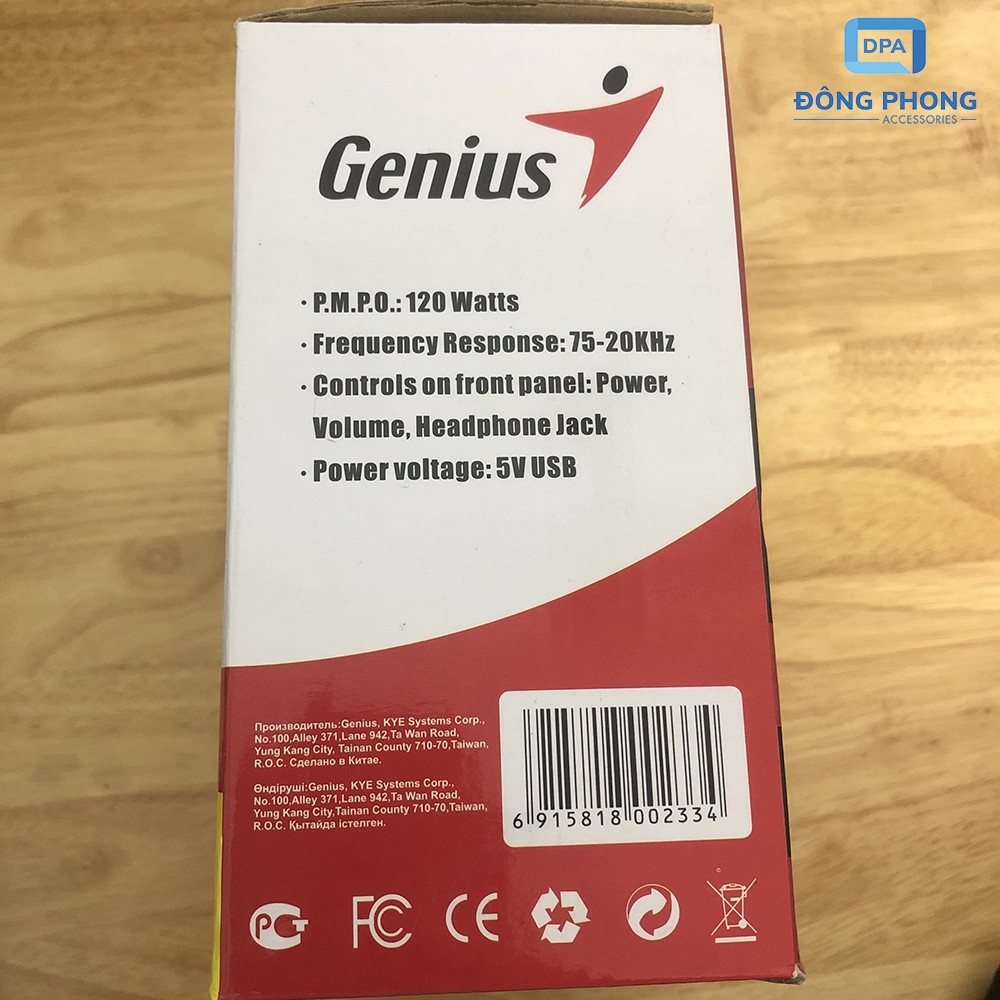 DPA
ĐÔNG PHONG
ACCESSORIES
Genius
· P.M.P.O.: 120 Watts
· Frequency Response: 75-20KHz
· Controls on front panel: Power,
Volume, Headphone Jack
· Power voltage: 5V USB
Производитель:Genius, KYE Systems Corp.,
No.100,Alley 371,Lane 942,Ta Wan Road,
Yung Kang City, Tainan County 710-70,Taiwan,
R.O.C. Сделано в Китае.
Өндіруші:Genius, KYE Systems Corp.,
No.100,Alley 371,Lane 942,Ta Wan Road,
Yung Kang City,Tainan County 710-70,Taiwan,
R.O.C. Қытайда істелген.
6 915818 002334
РСТ FC CE